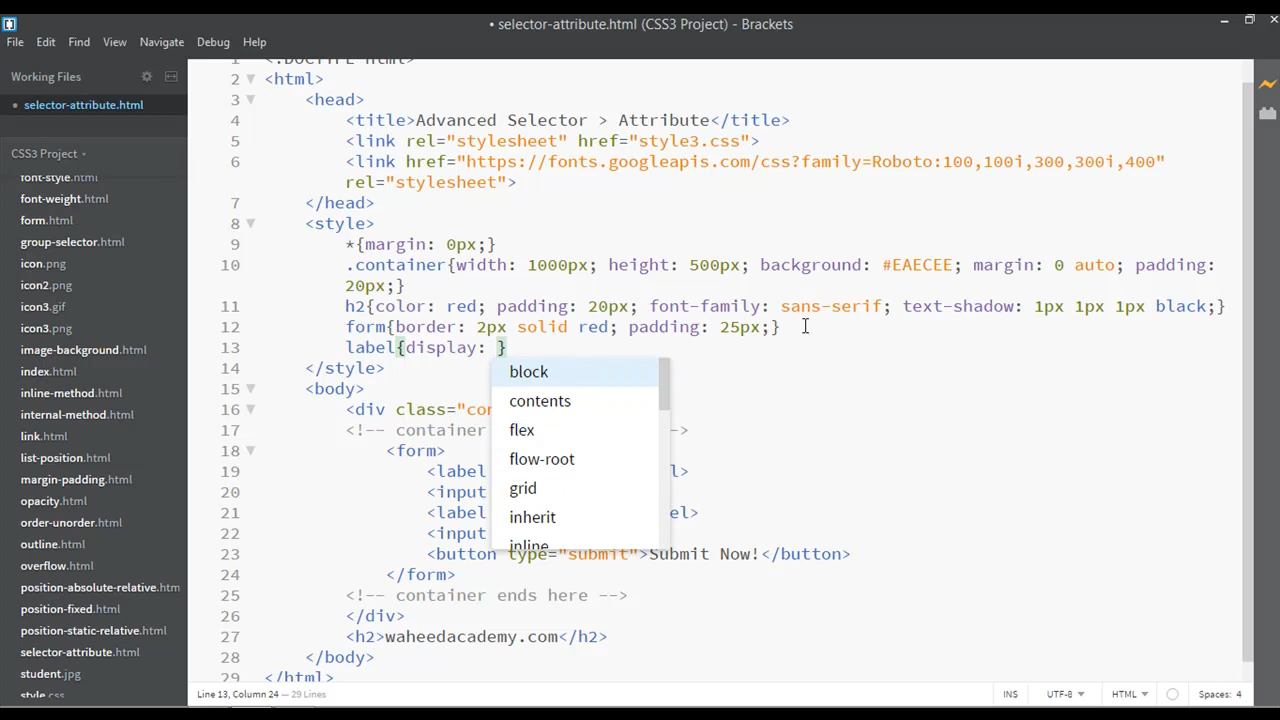 • selector-attribute.html (CSS3 Project) - Brackets
File Edit Find View Navigate Debug Help
Working Files
• selector-attribute.html
CSS3 Project
font-style.html
font-weight.html
form.html
group-selector.html
icon.png
icon2.png
icon3.gif
icon3.png
image-background.html
index.html
inline-method.html
internal-method.html
link.html
list-position.html
margin-padding.html
opacity.html
order-unorder.html
outline.html
overflow.html
position-absolute-relative.htm
position-fixed.html
position-static-relative.html
selector-attribute.html
student.jpg
style.css
1 <!DOCTYPE html>
2 <html>
3 <head>
4 <title>Advanced Selector > Attribute</title>
5 <link rel="stylesheet" href="style3.css">
6 <link href="https://fonts.googleapis.com/css?family=Roboto:100,100i,300,300i,400"
rel="stylesheet">
7 </head>
8 <style>
9 *{margin: 0px;}
10 .container{width: 1000px; height: 500px; background: #EAECEE; margin: 0 auto; padding:
20px;}
11 h2{color: red; padding: 20px; font-family: sans-serif; text-shadow: 1px 1px 1px black;}
12 form{border: 2px solid red; padding: 25px;}
13 label{display: }
14 </style>
15 <body>
16 <div class="con
17 <!-- container ->
18 <form>
19 <label l>
20 <input
21 <label el>
22 <input
23 <button type="submit">Submit Now!</button>
24 </form>
25 <!-- container ends here -->
26 </div>
27 <h2>waheedacademy.com</h2>
28 </body>
29 </html>
block
contents
flex
flow-root
grid
inherit
inline
Line 13, Column 24 — 29 Lines
INS UTF-8 HTML Spaces: 4